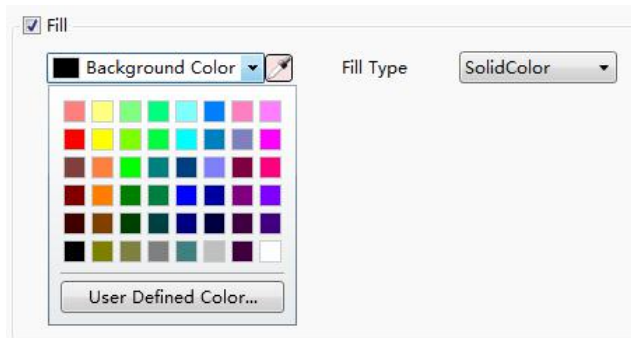 Fill
Background Color Fill Type SolidColor
User Defined Color...